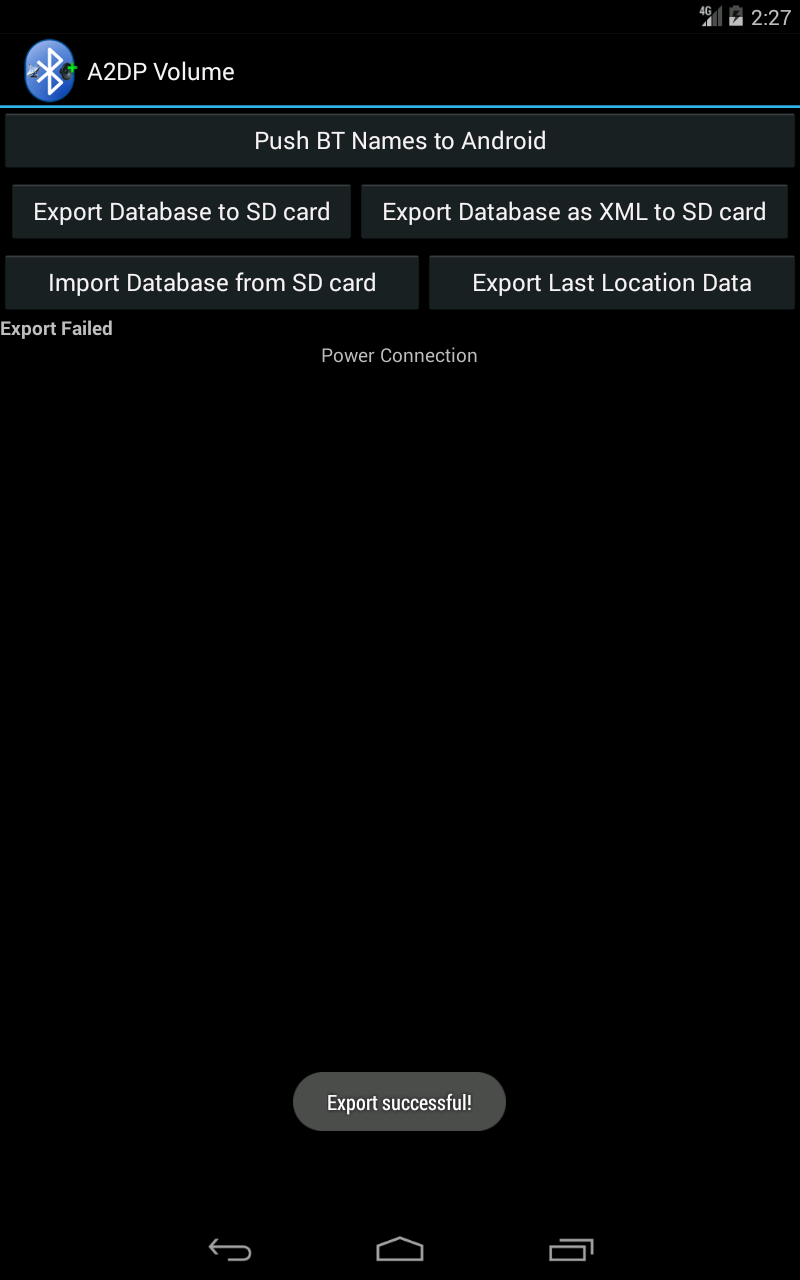 4G 2:27
A2DP Volume
Push BT Names to Android
Export Database to SD card
Export Database as XML to SD card
Import Database from SD card
Export Last Location Data
Export Failed
Power Connection
Export successful!